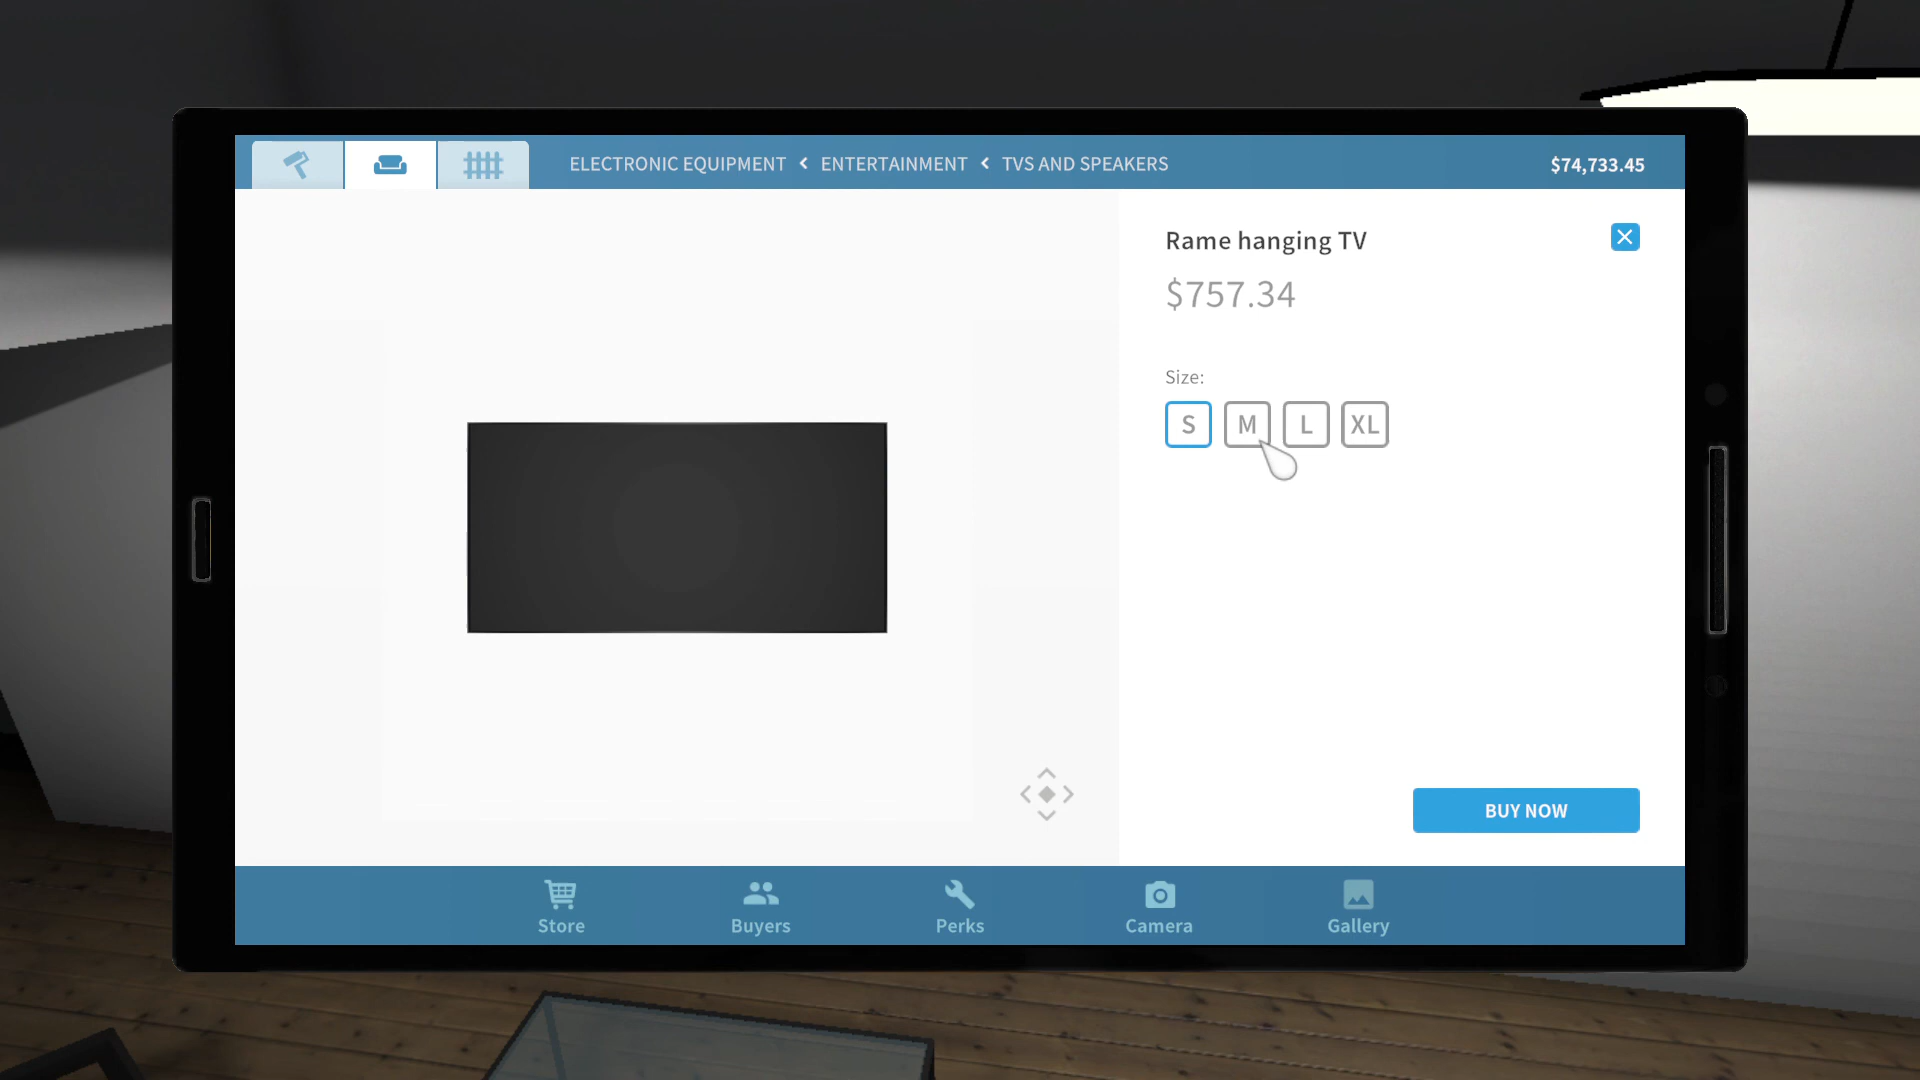 ELECTRONIC EQUIPMENT < ENTERTAINMENT < TVS AND SPEAKERS
$74,733.45
Rame hanging TV
$757.34
Size:
S M L XL
BUY NOW
Store Buyers Perks Camera Gallery